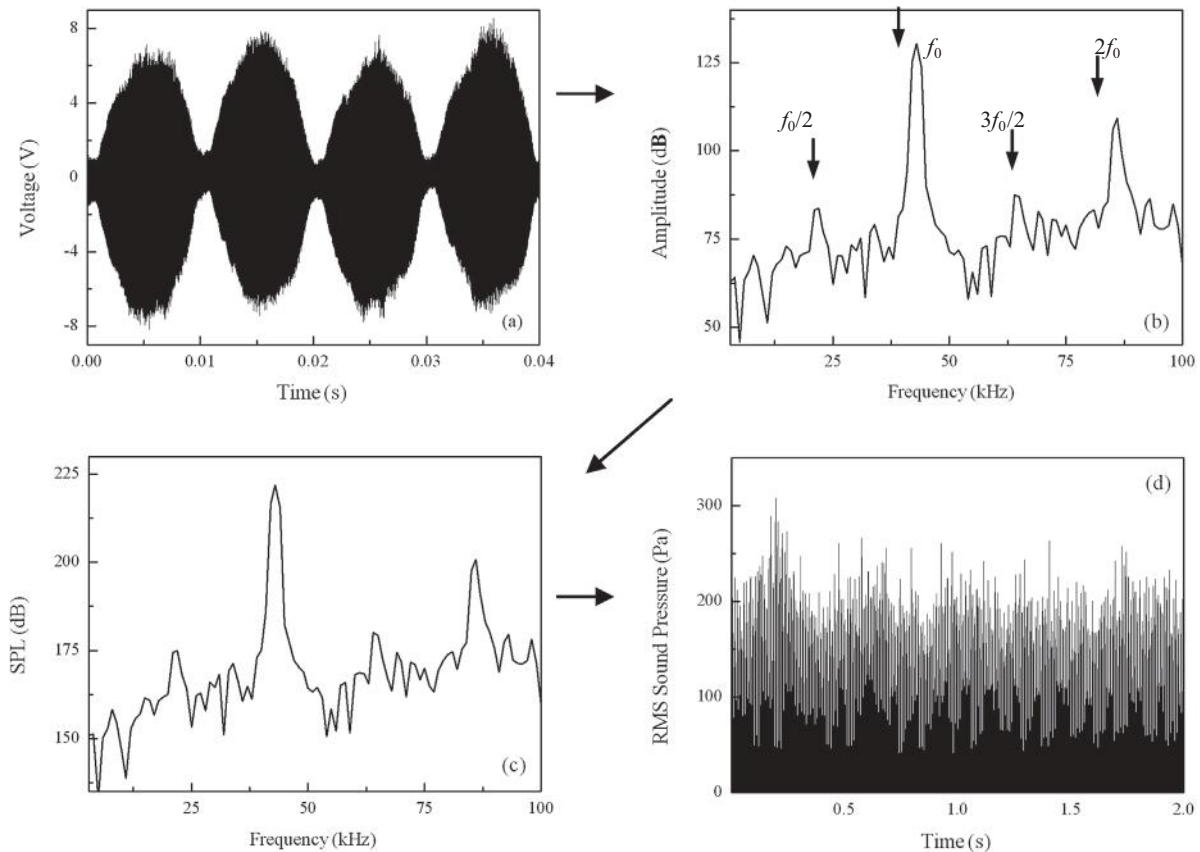 8
4
0
-4
-8
Voltage (V)
(a)
0.00 0.01 0.02 0.03 0.04
Time (s)
125
100
75
50
Amplitude (dB)
f₀/2
f₀
3f₀/2
2f₀
(b)
25 50 75 100
Frequency (kHz)
225
200
175
150
SPL (dB)
(c)
25 50 75 100
Frequency (kHz)
300
200
100
0
RMS Sound Pressure (Pa)
(d)
0.5 1.0 1.5 2.0
Time (s)